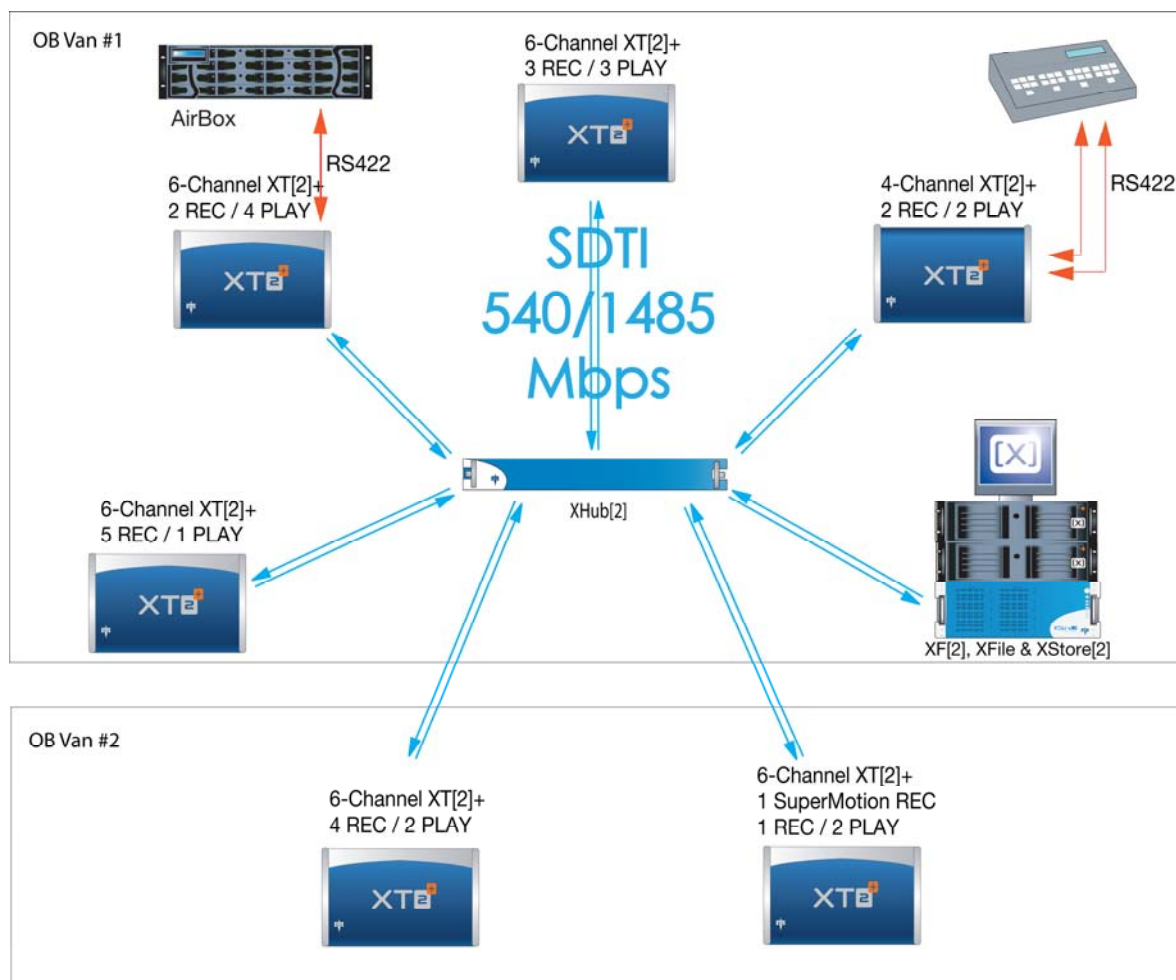 OB Van #1
AirBox
RS422
6-Channel XT[2]+
3 REC / 3 PLAY
XT2+
6-Channel XT[2]+
2 REC / 4 PLAY
XT2+
RS422
4-Channel XT[2]+
2 REC / 2 PLAY
XT2+
SDTI
540/1485
Mbps
XHub[2]
6-Channel XT[2]+
5 REC / 1 PLAY
XT2+
[X]
[X]
[X]
XF[2], XFile & XStore[2]
OB Van #2
6-Channel XT[2]+
4 REC / 2 PLAY
XT2+
6-Channel XT[2]+
1 SuperMotion REC
1 REC / 2 PLAY
XT2+